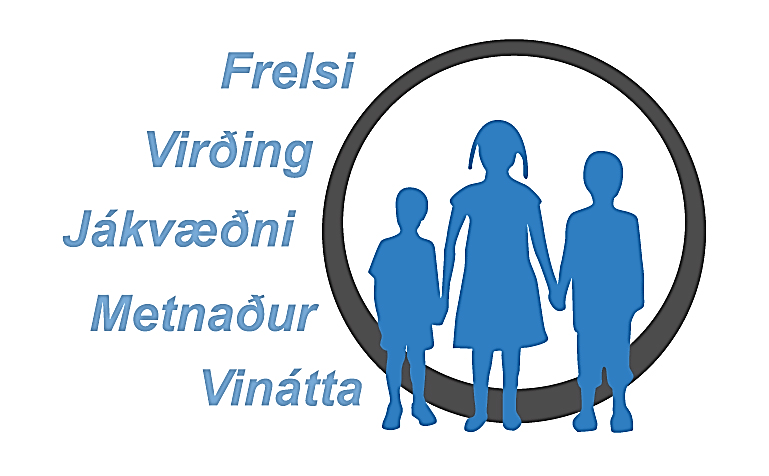 Frelsi
Virðing
Jákvæðni
Metnaður
Vinátta